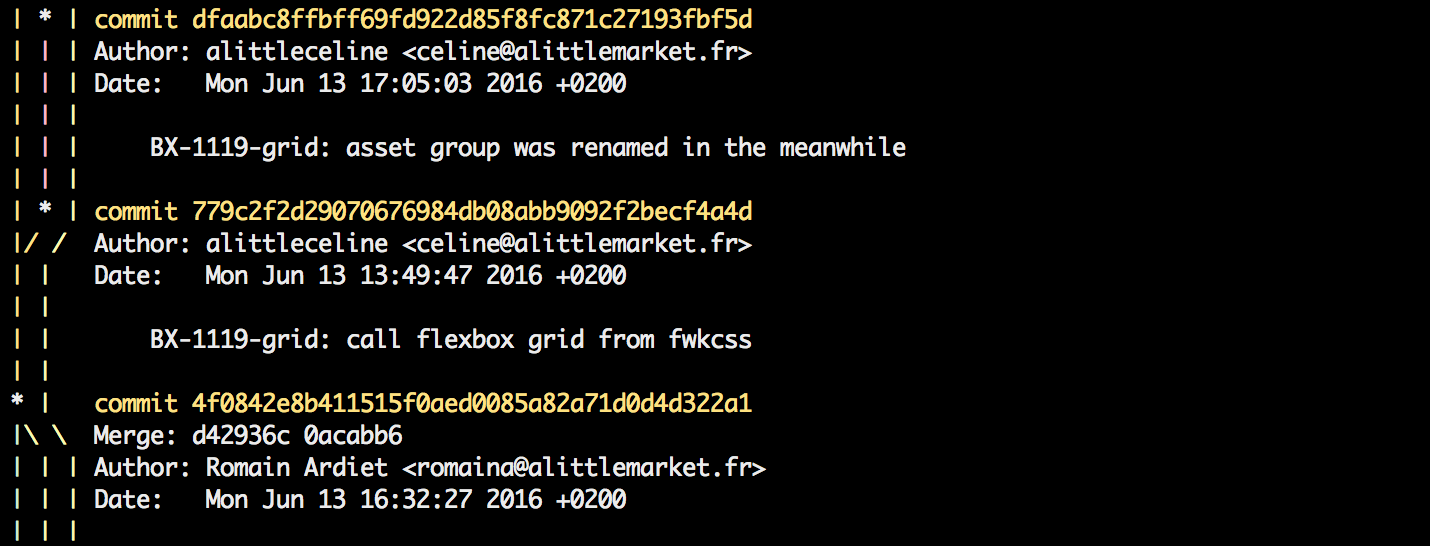 | * | commit dfaabc8ffbff69fd922d85f8fc871c27193fbf5d
| | | Author: alittleceline <celine@alittlemarket.fr>
| | | Date:   Mon Jun 13 17:05:03 2016 +0200
| | |
| | |     BX-1119-grid: asset group was renamed in the meanwhile
| | |
| * | commit 779c2f2d29070676984db08abb9092f2becf4a4d
|/ /  Author: alittleceline <celine@alittlemarket.fr>
| |   Date:   Mon Jun 13 13:49:47 2016 +0200
| |
| |       BX-1119-grid: call flexbox grid from fwkcss
| |
* |   commit 4f0842e8b411515f0aed0085a82a71d0d4d322a1
|\ \  Merge: d42936c 0acabb6
| | | Author: Romain Ardiet <romaina@alittlemarket.fr>
| | | Date:   Mon Jun 13 16:32:27 2016 +0200
| | |